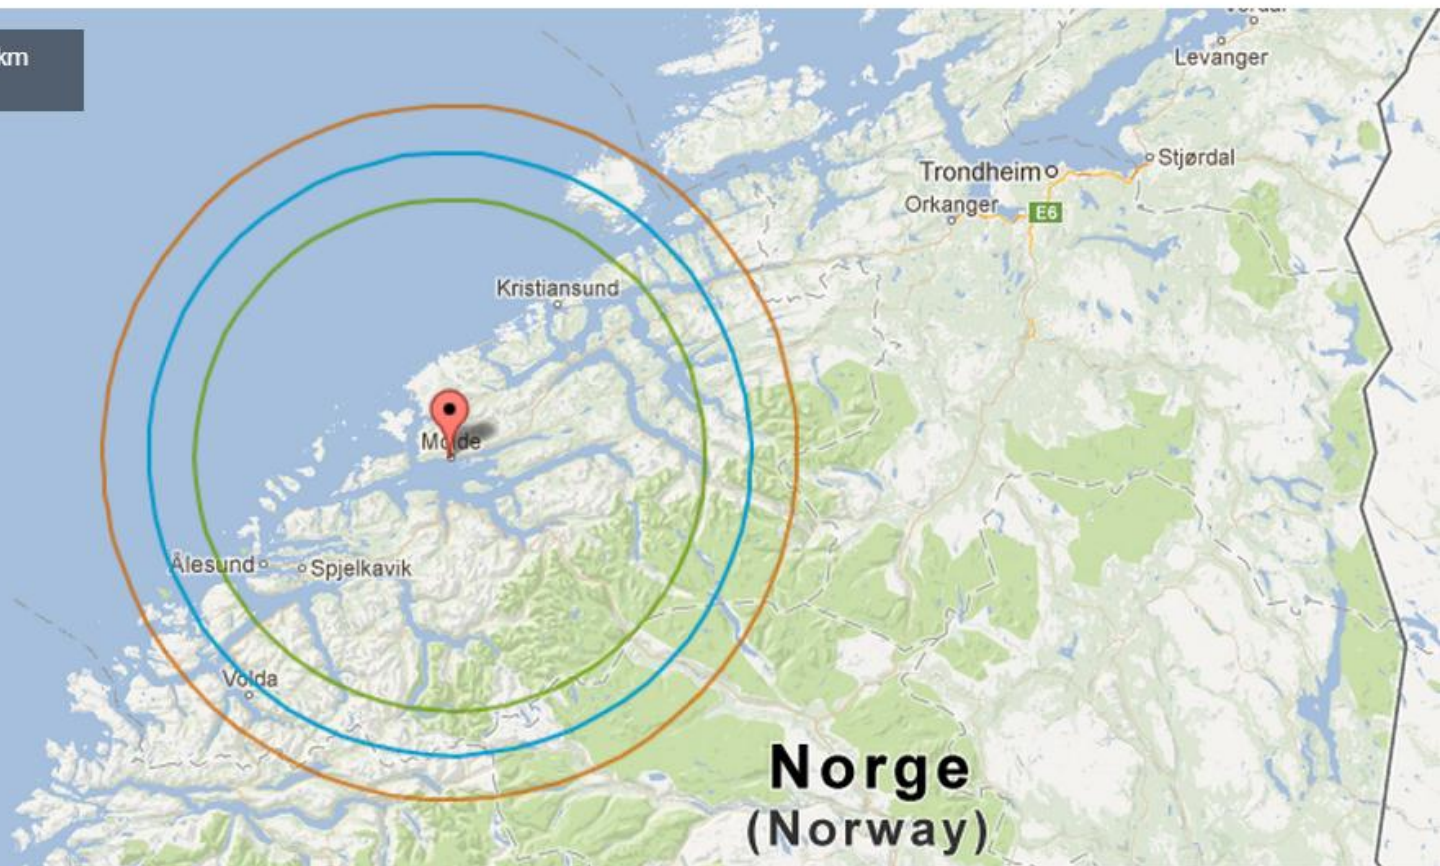 km
Levanger
Trondheim
Stjørdal
Orkanger
E6
Kristiansund
Molde
Ålesund
Spjelkavik
Volda
Norge
(Norway)